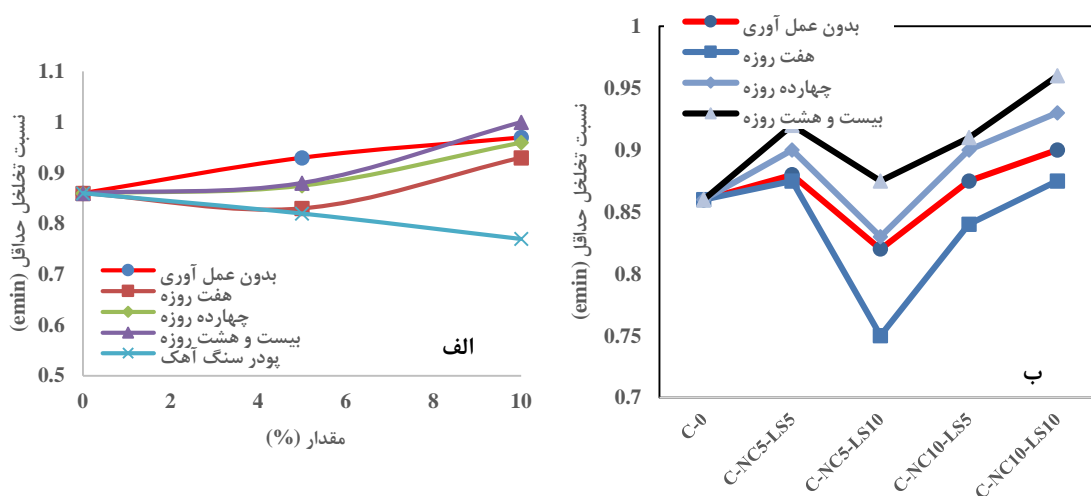 نسبت تخلخل حداقل (emin)
1.1
1
0.9
0.8
0.7
0.6
0.5
0
2
4
6
8
10
مقدار (%)
بدون عمل آوری
هفت روزه
چهارده روزه
بیست و هشت روزه
پودر سنگ آهک
الف
نسبت تخلخل حداقل (emin)
1
0.95
0.9
0.85
0.8
0.75
0.7
بدون عمل آوری
هفت روزه
چهارده روزه
بیست و هشت روزه
ب
C-0
C-NC5-LS5
C-NC5-LS10
C-NC10-LS5
C-NC10-LS10